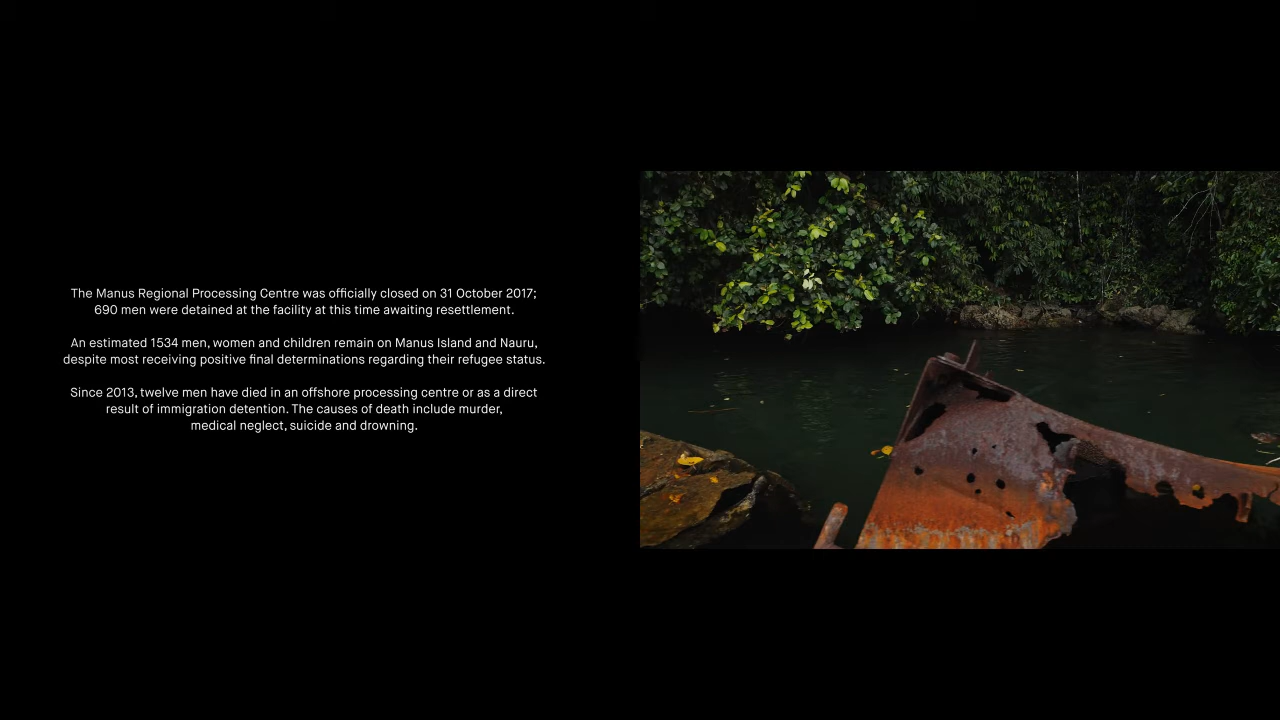 The Manus Regional Processing Centre was officially closed on 31 October 2017;
690 men were detained at the facility at this time awaiting resettlement.
An estimated 1534 men, women and children remain on Manus Island and Nauru,
despite most receiving positive final determinations regarding their refugee status.
Since 2013, twelve men have died in an offshore processing centre or as a direct
result of immigration detention. The causes of death include murder,
medical neglect, suicide and drowning.